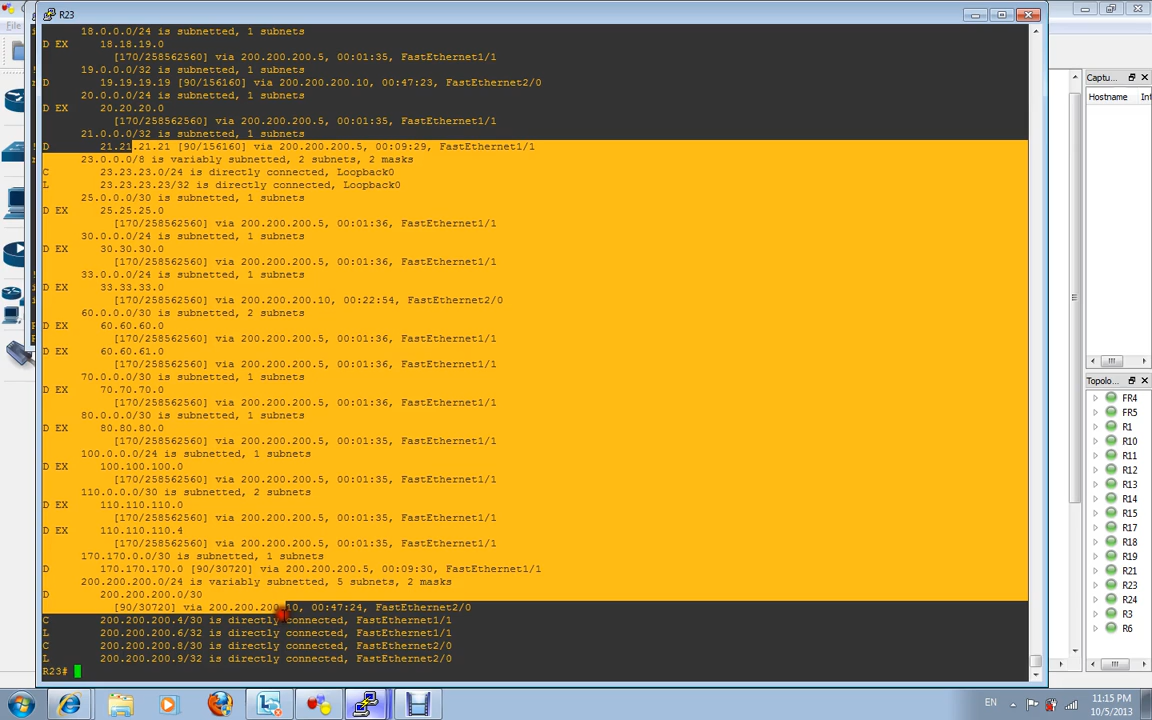 R23
File
18.0.0.0/24 is subnetted, 1 subnets
D EX 18.18.19.0
[170/258562560] via 200.200.200.5, 00:01:35, FastEthernet1/1
19.0.0.0/32 is subnetted, 1 subnets
D 19.19.19.19 [90/156160] via 200.200.200.10, 00:47:23, FastEthernet2/0
20.0.0.0/24 is subnetted, 1 subnets
D EX 20.20.20.0
[170/258562560] via 200.200.200.5, 00:01:35, FastEthernet1/1
21.0.0.0/32 is subnetted, 1 subnets
D 21.21.21.21 [90/156160] via 200.200.200.5, 00:09:29, FastEthernet1/1
23.0.0.0/8 is variably subnetted, 2 subnets, 2 masks
C 23.23.23.0/24 is directly connected, Loopback0
L 23.23.23.23/32 is directly connected, Loopback0
25.0.0.0/30 is subnetted, 1 subnets
D EX 25.25.25.0
[170/258562560] via 200.200.200.5, 00:01:36, FastEthernet1/1
30.0.0.0/24 is subnetted, 1 subnets
D EX 30.30.30.0
[170/258562560] via 200.200.200.5, 00:01:36, FastEthernet1/1
33.0.0.0/24 is subnetted, 1 subnets
D EX 33.33.33.0
[170/258562560] via 200.200.200.10, 00:22:54, FastEthernet2/0
60.0.0.0/30 is subnetted, 2 subnets
D EX 60.60.60.0
[170/258562560] via 200.200.200.5, 00:01:36, FastEthernet1/1
D EX 60.60.61.0
[170/258562560] via 200.200.200.5, 00:01:36, FastEthernet1/1
70.0.0.0/30 is subnetted, 1 subnets
D EX 70.70.70.0
[170/258562560] via 200.200.200.5, 00:01:36, FastEthernet1/1
80.0.0.0/30 is subnetted, 1 subnets
D EX 80.80.80.0
[170/258562560] via 200.200.200.5, 00:01:35, FastEthernet1/1
100.0.0.0/24 is subnetted, 1 subnets
D EX 100.100.100.0
[170/258562560] via 200.200.200.5, 00:01:35, FastEthernet1/1
110.0.0.0/30 is subnetted, 2 subnets
D EX 110.110.110.0
[170/258562560] via 200.200.200.5, 00:01:35, FastEthernet1/1
D EX 110.110.110.4
[170/258562560] via 200.200.200.5, 00:01:35, FastEthernet1/1
170.170.0.0/30 is subnetted, 1 subnets
D 170.170.170.0 [90/30720] via 200.200.200.5, 00:09:30, FastEthernet1/1
200.200.200.0/24 is variably subnetted, 5 subnets, 2 masks
D 200.200.200.0/30
[90/30720] via 200.200.200.10, 00:47:24, FastEthernet2/0
C 200.200.200.4/30 is directly connected, FastEthernet1/1
L 200.200.200.6/32 is directly connected, FastEthernet1/1
C 200.200.200.8/30 is directly connected, FastEthernet2/0
L 200.200.200.9/32 is directly connected, FastEthernet2/0
R23#
Captu...
Hostname Int
Topolo...
FR4
FR5
R1
R10
R11
R12
R13
R14
R15
R17
R18
R19
R21
R23
R24
R3
R6
EN
11:15 PM
10/5/2013